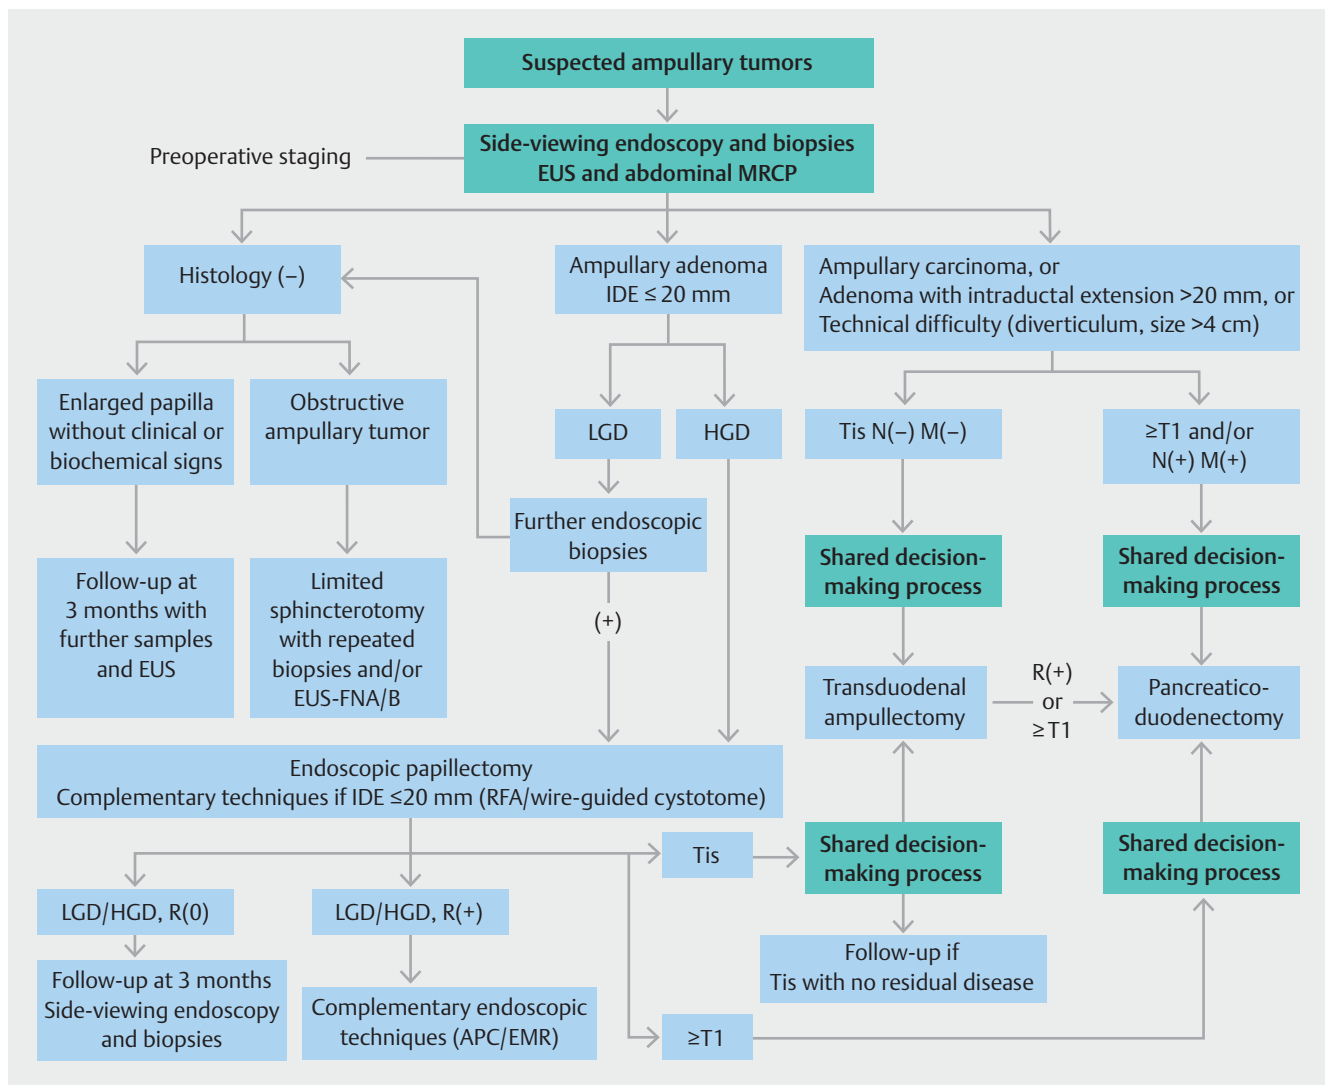 Suspected ampullary tumors
Preoperative staging
Side-viewing endoscopy and biopsies
EUS and abdominal MRCP
Histology (–)
Ampullary adenoma
IDE ≤ 20 mm
Ampullary carcinoma, or
Adenoma with intraductal extension >20 mm, or
Technical difficulty (diverticulum, size >4 cm)
Enlarged papilla
without clinical or
biochemical signs
Obstructive
ampullary tumor
LGD
HGD
Tis N(–) M(–)
≥T1 and/or
N(+) M(+)
Further endoscopic
biopsies
Shared decision-
making process
Shared decision-
making process
Follow-up at
3 months with
further samples
and EUS
Limited
sphincterotomy
with repeated
biopsies and/or
EUS-FNA/B
(+)
Transduodenal
ampullectomy
R(+)
or
≥T1
Pancreatico-
duodenectomy
Endoscopic papillectomy
Complementary techniques if IDE ≤20 mm (RFA/wire-guided cystotome)
Tis
Shared decision-
making process
Shared decision-
making process
LGD/HGD, R(0)
LGD/HGD, R(+)
Follow-up if
Tis with no residual disease
Follow-up at 3 months
Side-viewing endoscopy
and biopsies
Complementary endoscopic
techniques (APC/EMR)
≥T1